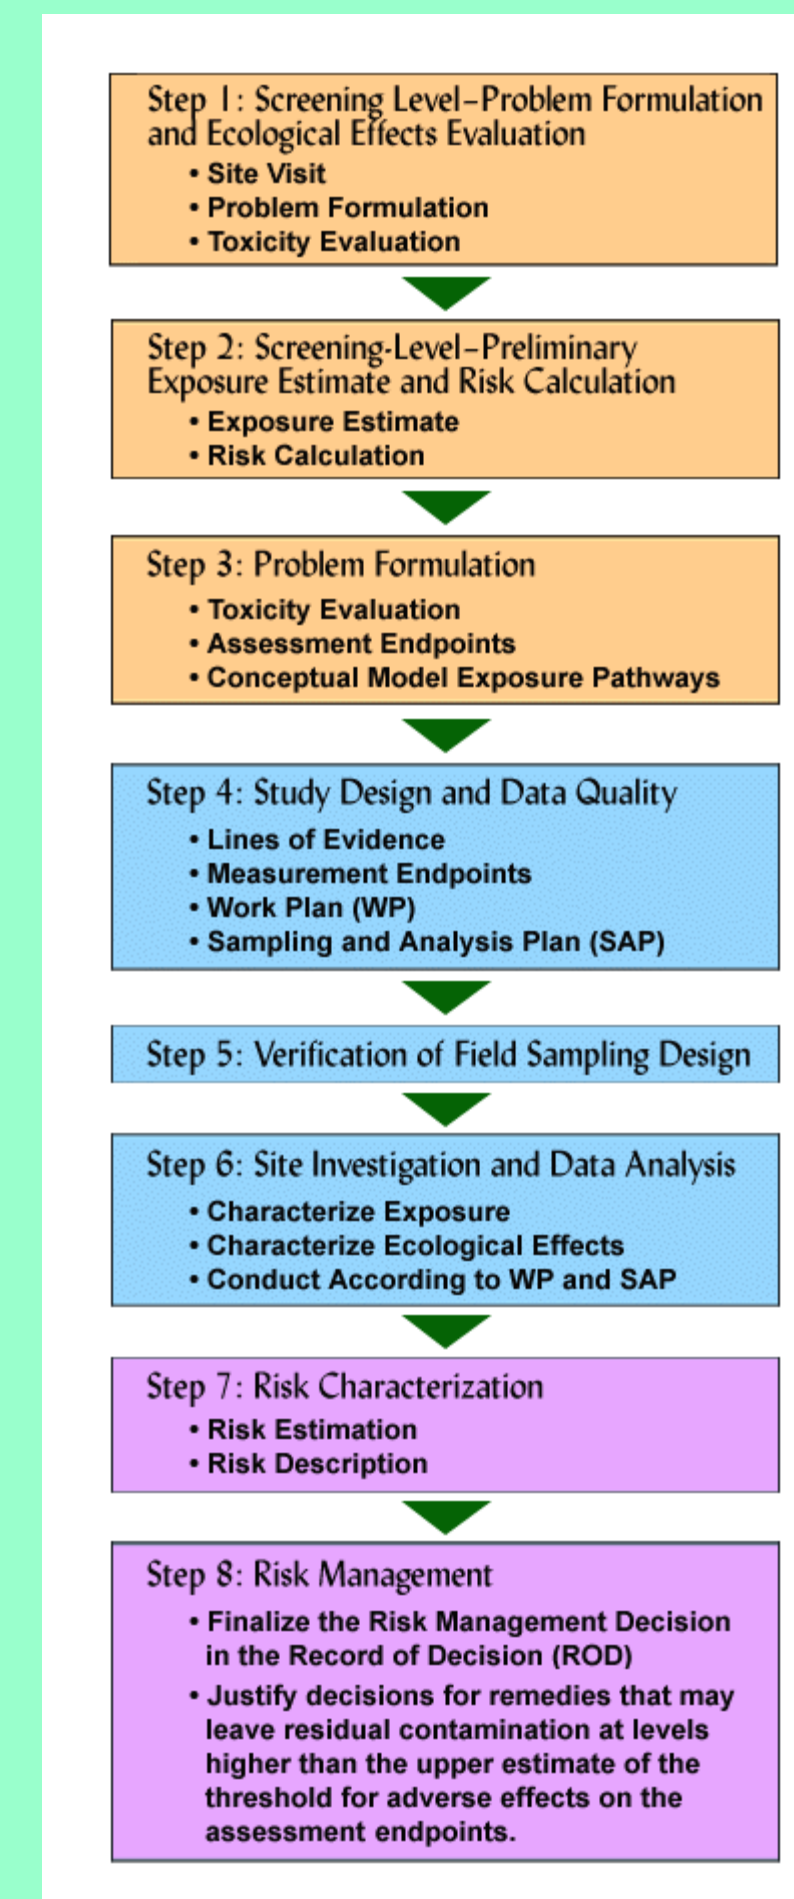 Step 1: Screening Level–Problem Formulation
and Ecological Effects Evaluation
• Site Visit
• Problem Formulation
• Toxicity Evaluation
Step 2: Screening-Level–Preliminary
Exposure Estimate and Risk Calculation
• Exposure Estimate
• Risk Calculation
Step 3: Problem Formulation
• Toxicity Evaluation
• Assessment Endpoints
• Conceptual Model Exposure Pathways
Step 4: Study Design and Data Quality
• Lines of Evidence
• Measurement Endpoints
• Work Plan (WP)
• Sampling and Analysis Plan (SAP)
Step 5: Verification of Field Sampling Design
Step 6: Site Investigation and Data Analysis
• Characterize Exposure
• Characterize Ecological Effects
• Conduct According to WP and SAP
Step 7: Risk Characterization
• Risk Estimation
• Risk Description
Step 8: Risk Management
• Finalize the Risk Management Decision
in the Record of Decision (ROD)
• Justify decisions for remedies that may
leave residual contamination at levels
higher than the upper estimate of the
threshold for adverse effects on the
assessment endpoints.